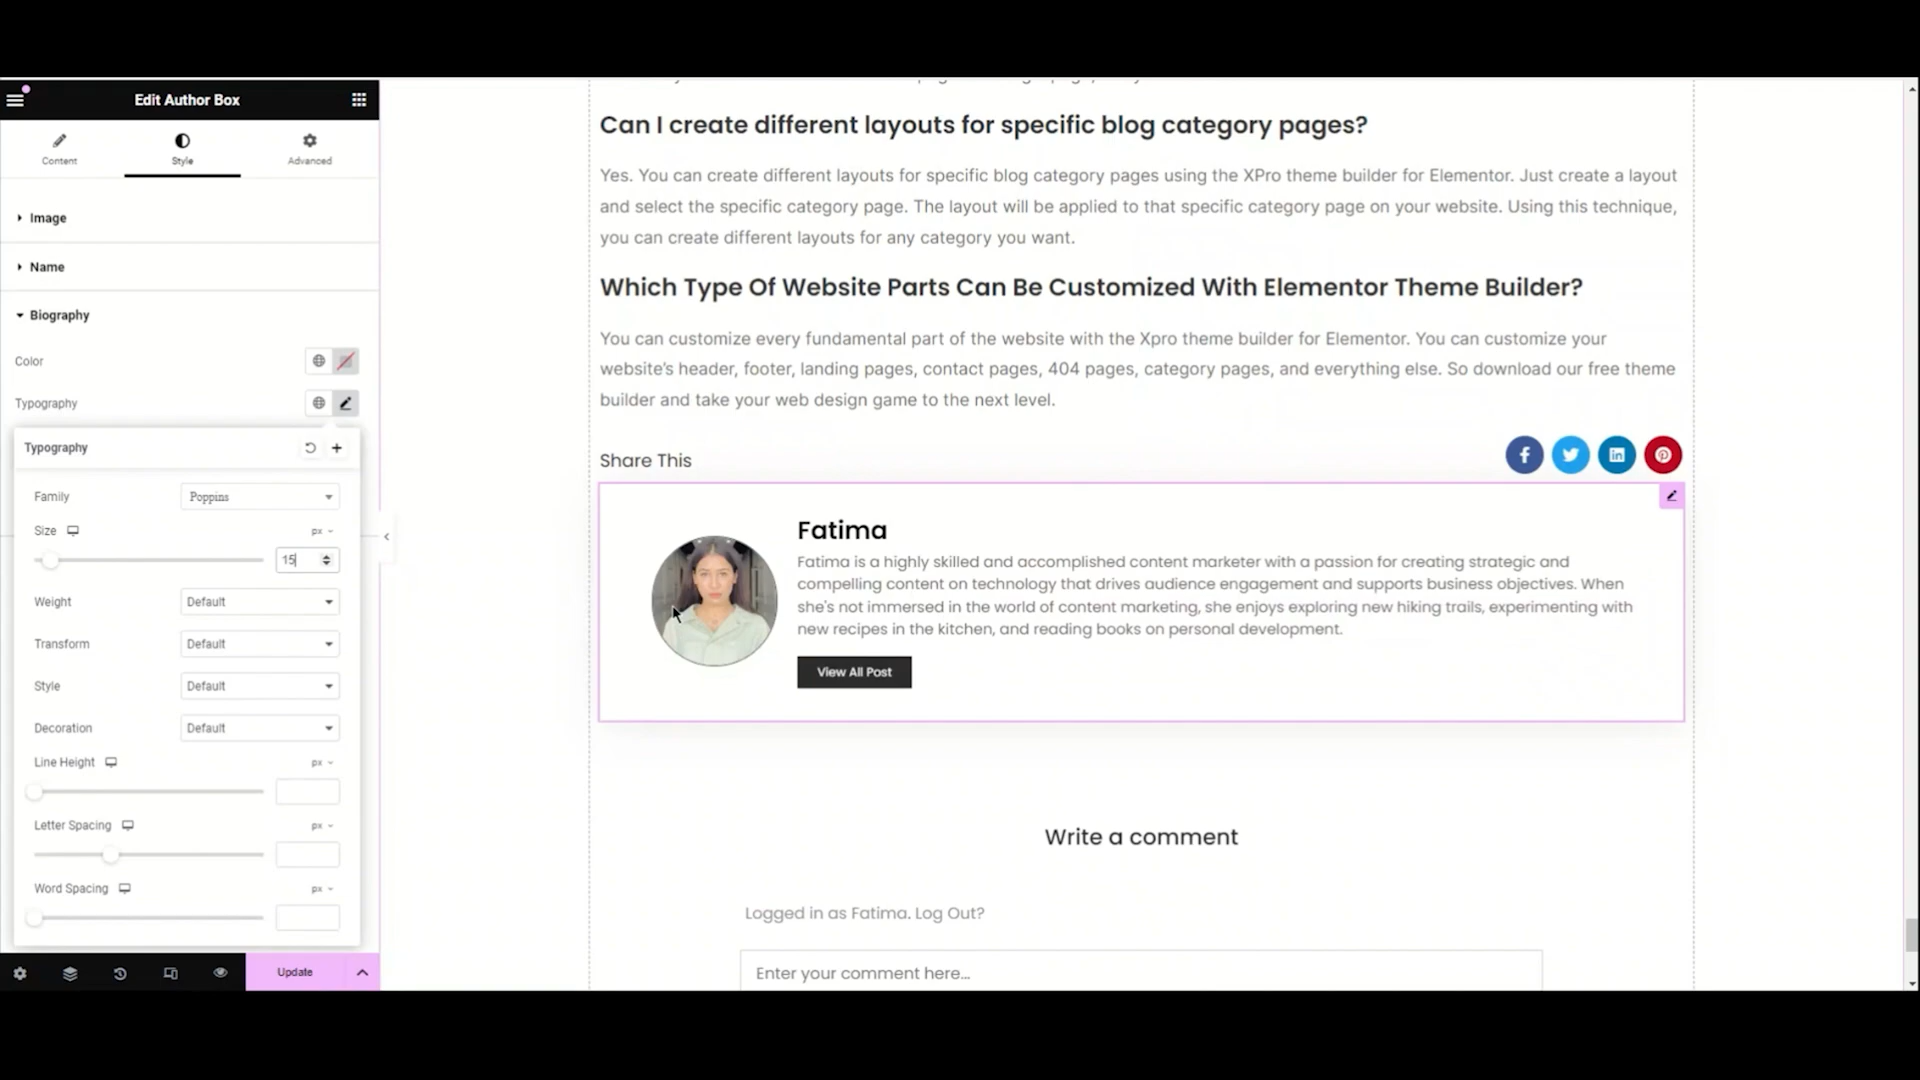 Edit Author Box
Content
Style
Advanced
Image
Name
Biography
Color
Typography
Typography
Family
Poppins
Size
px
15
Weight
Default
Transform
Default
Style
Default
Decoration
Default
Line Height
px
Letter Spacing
px
Word Spacing
px
Update
Can I create different layouts for specific blog category pages?
Yes. You can create different layouts for specific blog category pages using the XPro theme builder for Elementor. Just create a layout
and select the specific category page. The layout will be applied to that specific category page on your website. Using this technique,
you can create different layouts for any category you want.
Which Type Of Website Parts Can Be Customized With Elementor Theme Builder?
You can customize every fundamental part of the website with the Xpro theme builder for Elementor. You can customize your
website's header, footer, landing pages, contact pages, 404 pages, category pages, and everything else. So download our free theme
builder and take your web design game to the next level.
Share This
Fatima
Fatima is a highly skilled and accomplished content marketer with a passion for creating strategic and
compelling content on technology that drives audience engagement and supports business objectives. When
she's not immersed in the world of content marketing, she enjoys exploring new hiking trails, experimenting with
new recipes in the kitchen, and reading books on personal development.
View All Post
Write a comment
Logged in as Fatima. Log Out?
Enter your comment here...